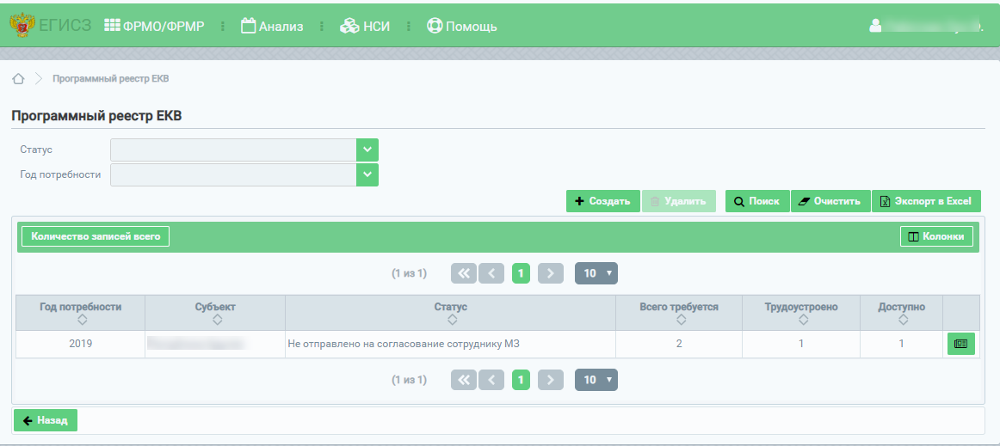 ЕГИСЗ ФРМО/ФРМР Анализ НСИ Помощь
Программный реестр ЕКВ
Программный реестр ЕКВ
Статус
Год потребности
Создать Удалить Поиск Очистить Экспорт в Excel
Количество записей всего Колонки
(1 из 1) 1 10
Год потребности Субъект Статус Всего требуется Трудоустроено Доступно
2019 Не отправлено на согласование сотруднику МЗ 2 1 1
(1 из 1) 1 10
Назад